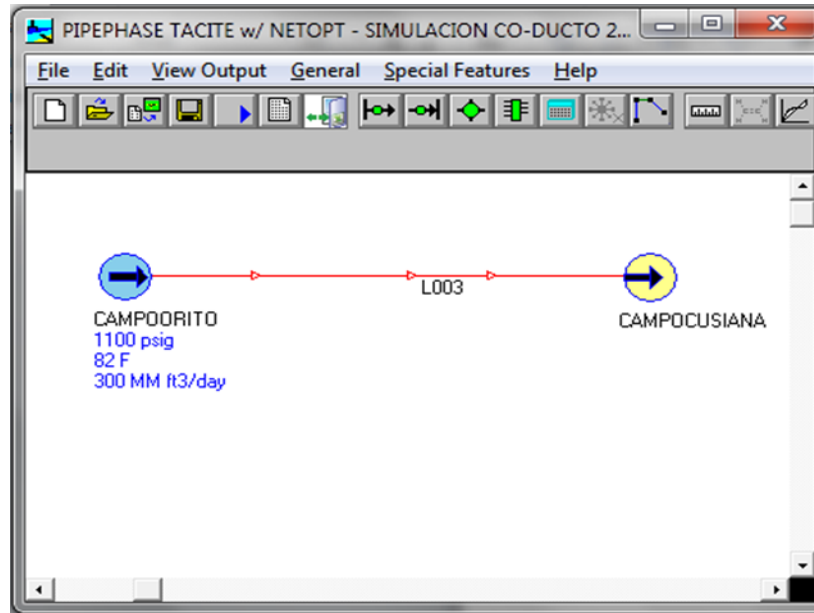 PIPEPHASE TACITE w/ NETOPT - SIMULACION CO-DUCTO 2...
File Edit View Output General Special Features Help
L003
CAMPOORITO
CAMPOCUSIANA
1100 psig
82 F
300 MM ft3/day